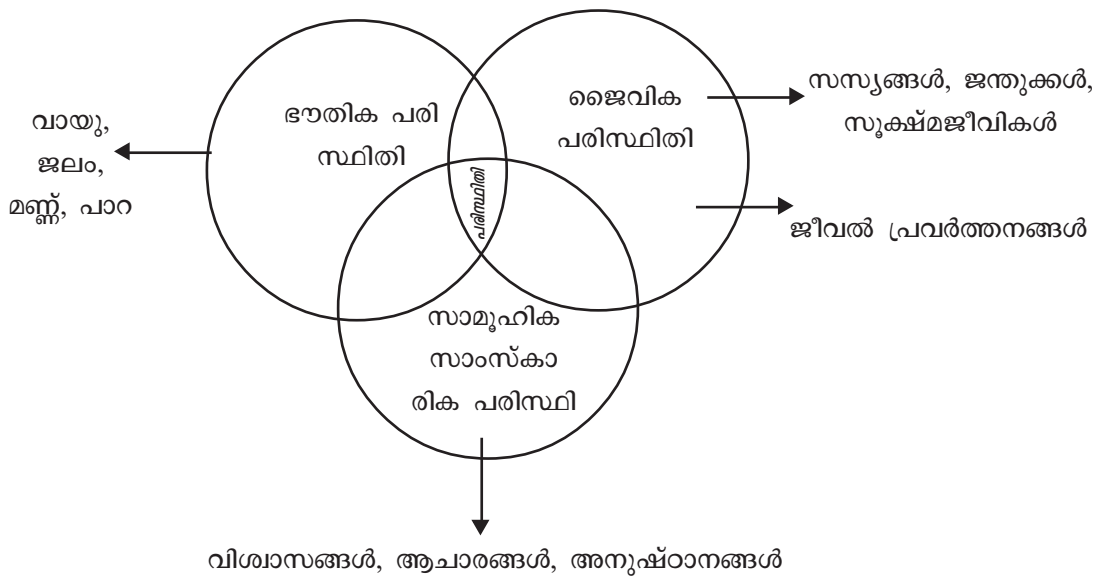 വായു,
ജലം,
മണ്ണ്, പാറ
ഭൗതിക പരി
സ്ഥിതി
ജൈവിക
പരിസ്ഥിതി
സസ്യങ്ങൾ, ജന്തുക്കൾ,
സൂക്ഷ്മജീവികൾ
ജീവൽ പ്രവർത്തനങ്ങൾ
പരിസ്ഥിതി
സാമൂഹിക
സാംസ്കാ
രിക പരിസ്ഥി
വിശ്വാസങ്ങൾ, ആചാരങ്ങൾ, അനുഷ്ഠാനങ്ങൾ